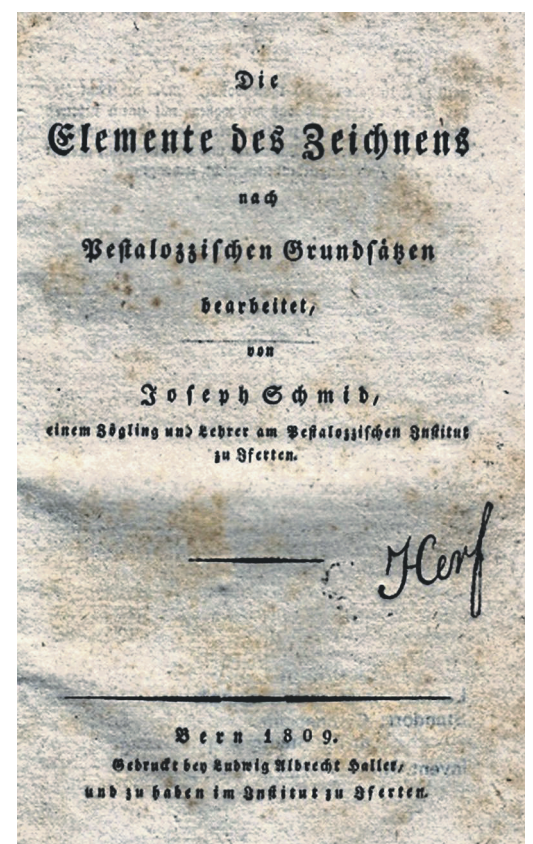 Die
Elemente des Zeichnens
nach
Pestalozzischen Grundsätzen
bearbeitet,
von
Joseph Schmid,
einem Zögling und Lehrer am Pestalozzischen Institut
zu Iferten.
Herf
Bern 1809.
Gedruckt bey Ludwig Albrecht Haller,
und zu haben im Institut zu Iferten.